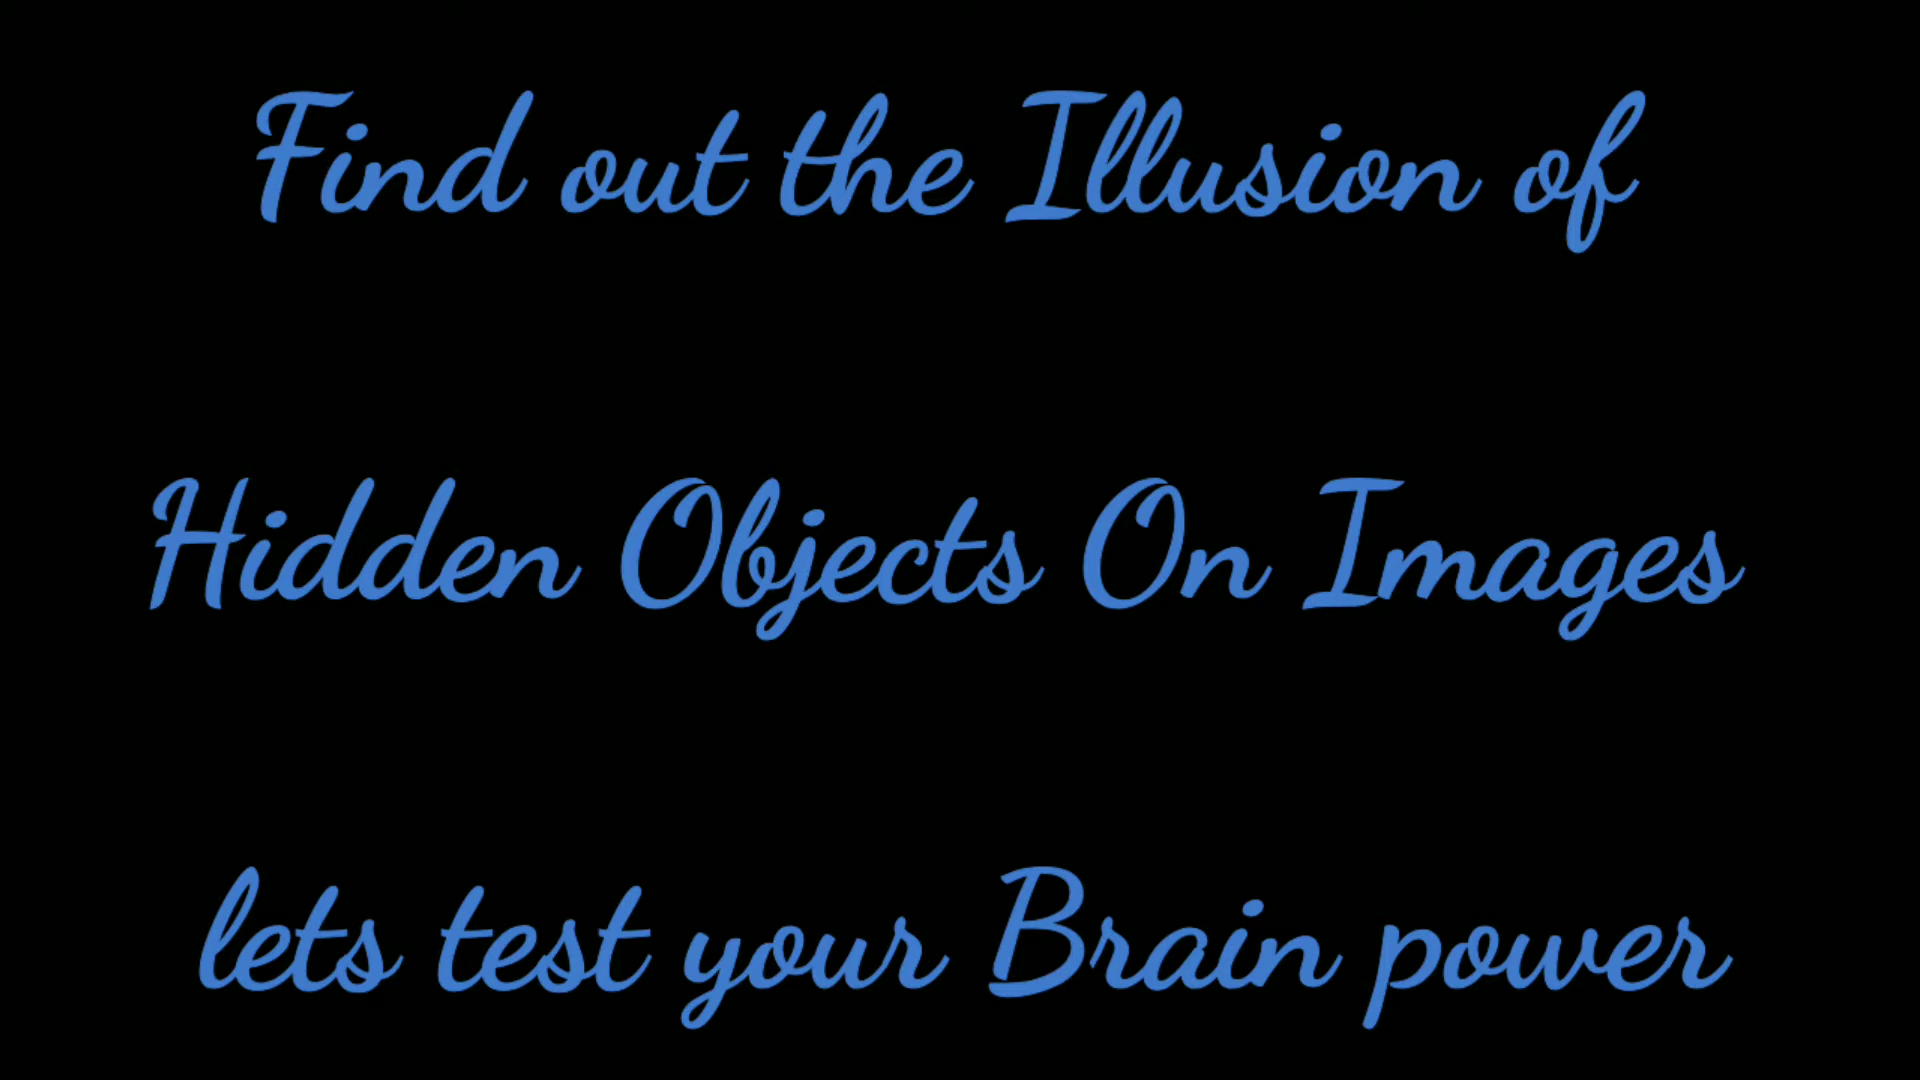 Find out the Illusion of
Hidden Objects On Images
lets test your Brain power